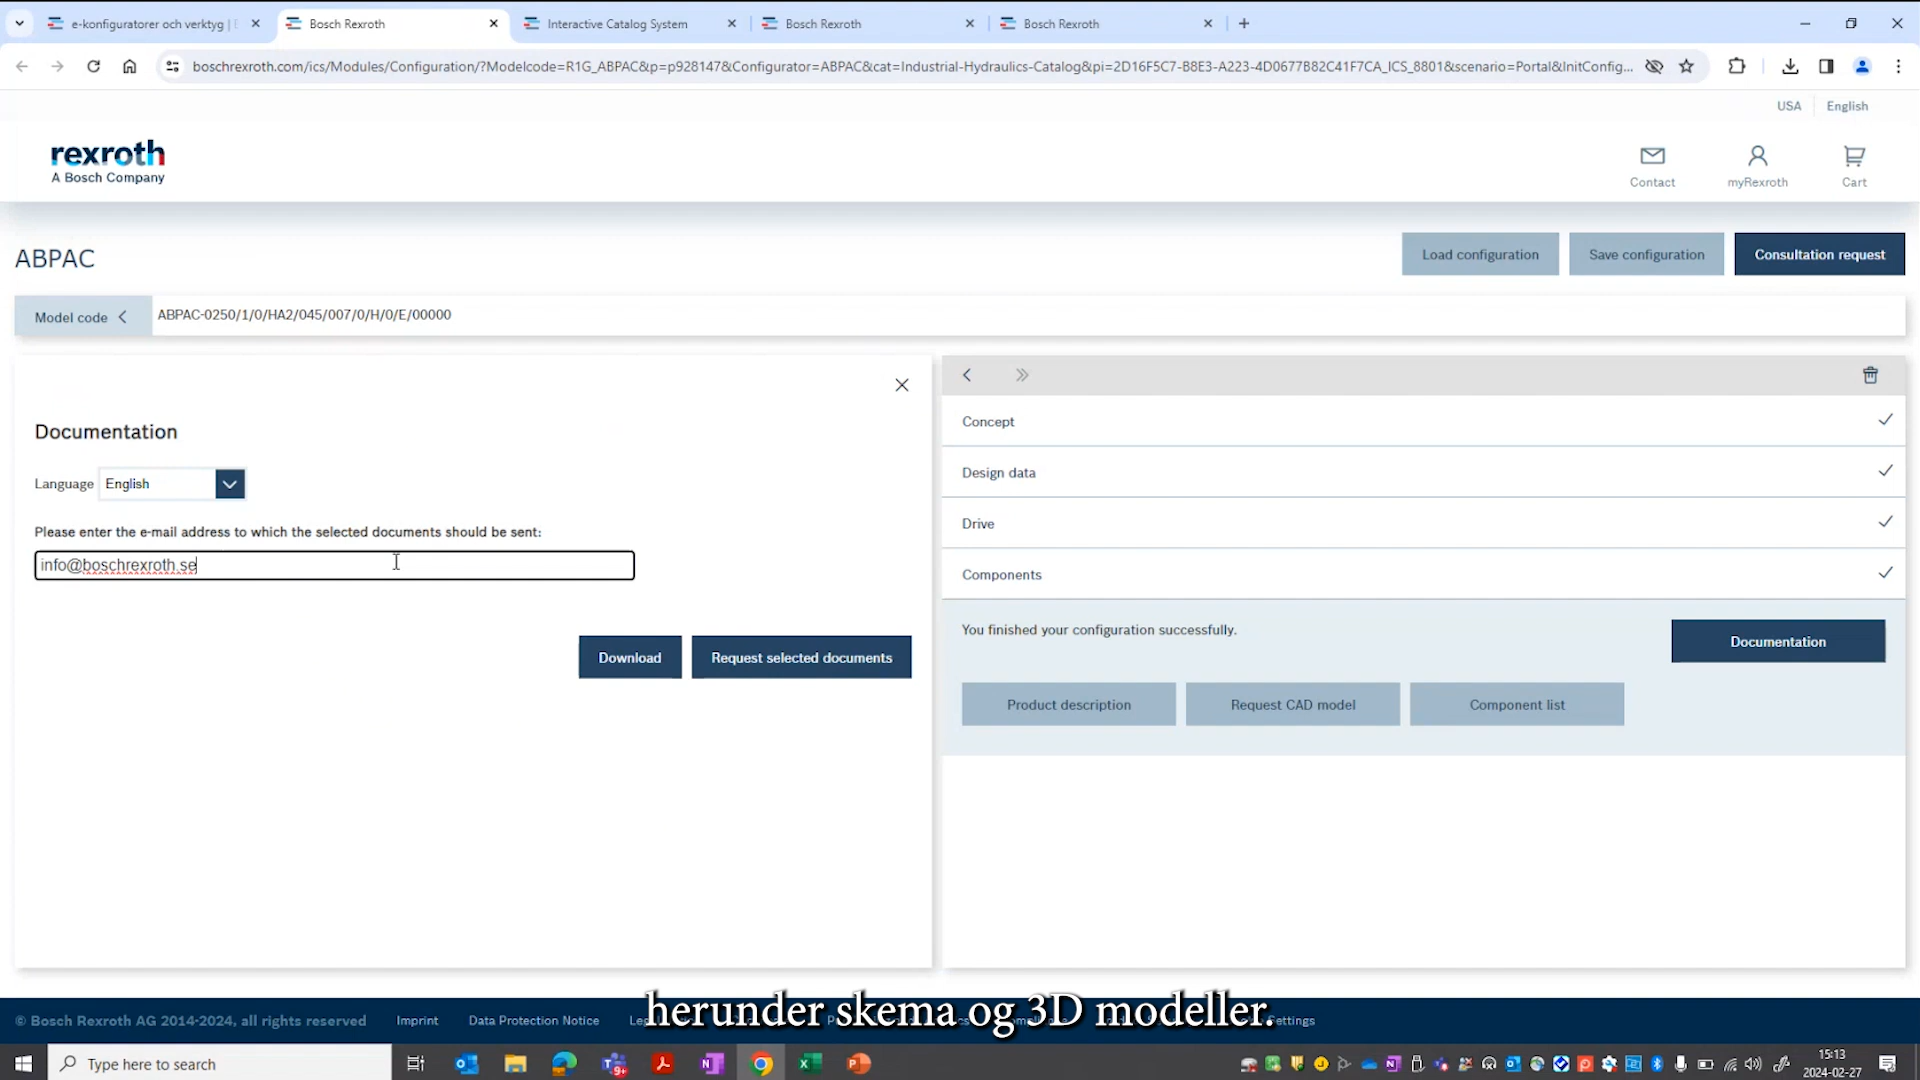 e-konfiguratorer och verktyg |
Bosch Rexroth
Interactive Catalog System
Bosch Rexroth
Bosch Rexroth
boschrexroth.com/ics/Modules/Configuration/?Modelcode=R1G_ABPAC&p=p928147&Configurator=ABPAC&cat=Industrial-Hydraulics-Catalog&pi=2D16F5C7-B8E3-A223-4D0677B82C41F7CA_ICS_8801&scenario=Portal&InitConfig...
USA
English
rexroth
A Bosch Company
Contact
myRexroth
Cart
ABPAC
Load configuration
Save configuration
Consultation request
Model code
ABPAC-0250/1/0/HA2/045/007/0/H/0/E/00000
Documentation
Language
English
Please enter the e-mail address to which the selected documents should be sent:
info@boschrexroth.se
Download
Request selected documents
Concept
Design data
Drive
Components
You finished your configuration successfully.
Documentation
Product description
Request CAD model
Component list
herunder skema og 3D modeller.
© Bosch Rexroth AG 2014-2024, all rights reserved
Imprint
Data Protection Notice
Settings
Type here to search
15:13
2024-02-27